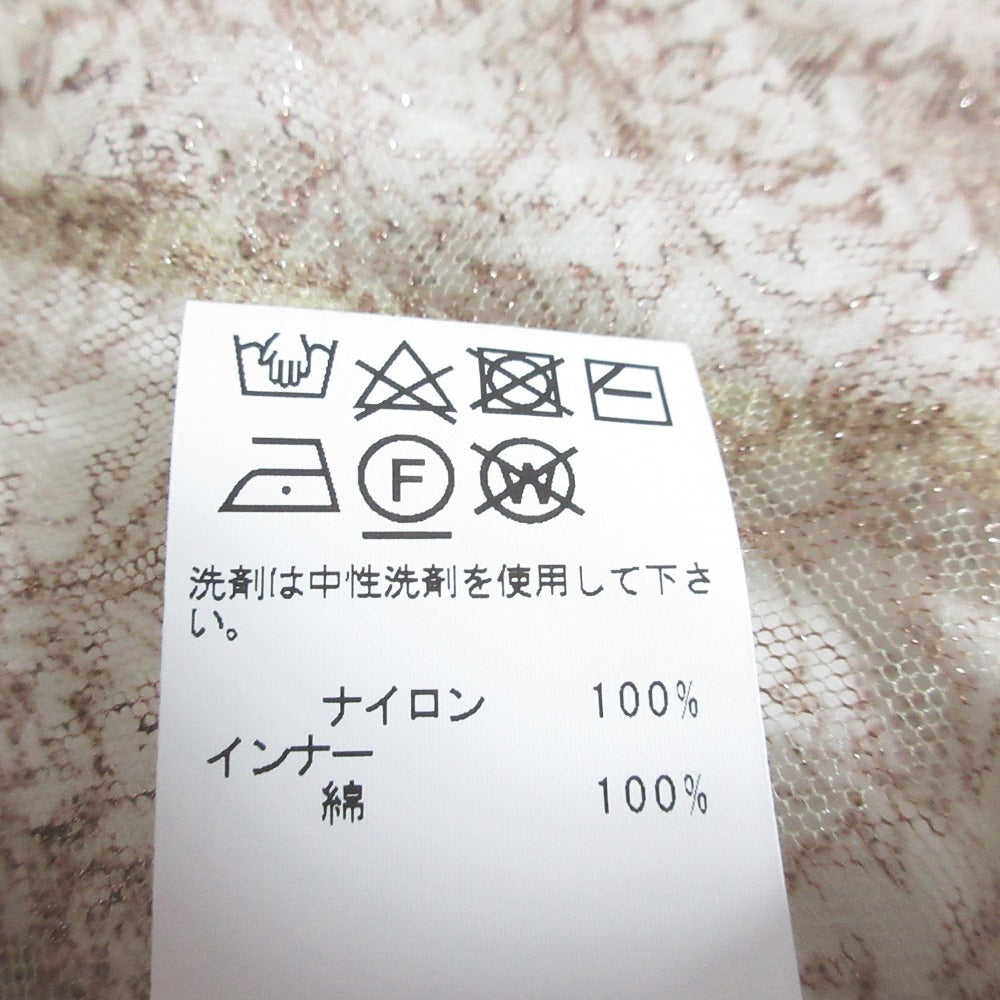 F W
洗剤は中性洗剤を使用して下さ
い。
ナイロン 100%
インナー
綿 100%